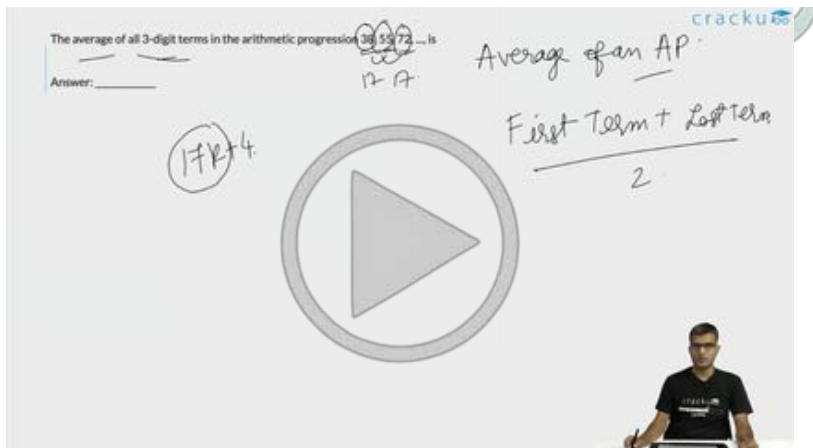 cracku
The average of all 3-digit terms in the arithmetic progression 38, 55, 72, ..., is
Answer:
17 17
Average of an AP
17k+4
First Term + Last Term
2
cracku